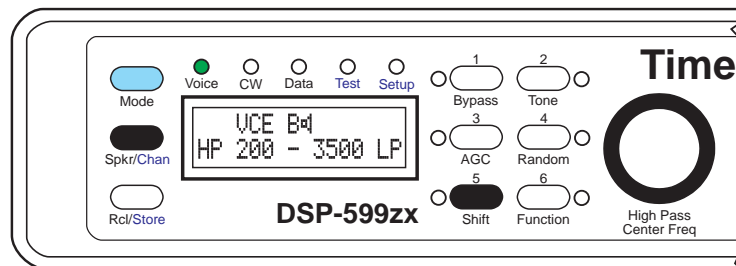 Time
1 2
Voice CW Data Test Setup
Mode
Bypass Tone
VCE B
HP 200 - 3500 LP
3 4
Spkr/Chan
AGC Random
5 6
Rcl/Store
DSP-599zx
Shift Function
High Pass
Center Freq